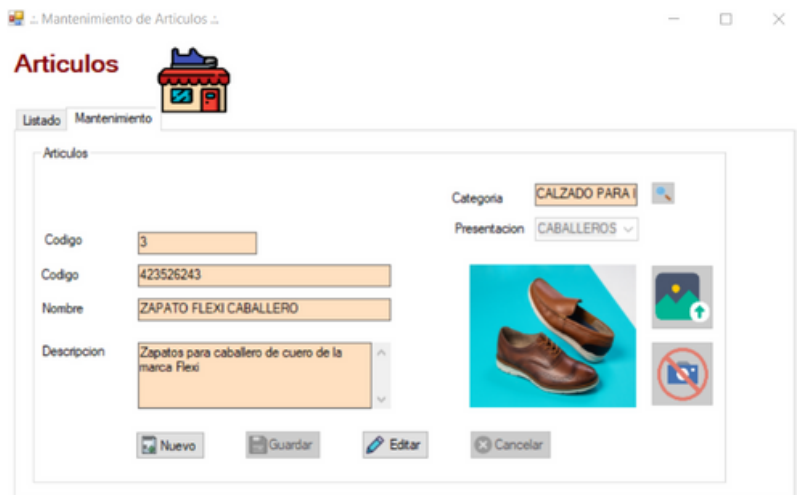 .:. Mantenimiento de Articulos .:.
Articulos
Listado Mantenimiento
Articulos
Categoria CALZADO PARA
Presentacion CABALLEROS
Codigo 3
Codigo 423526243
Nombre ZAPATO FLEXI CABALLERO
Descripcion Zapatos para caballero de cuero de la
marca Flexi
Nuevo Guardar Editar Cancelar